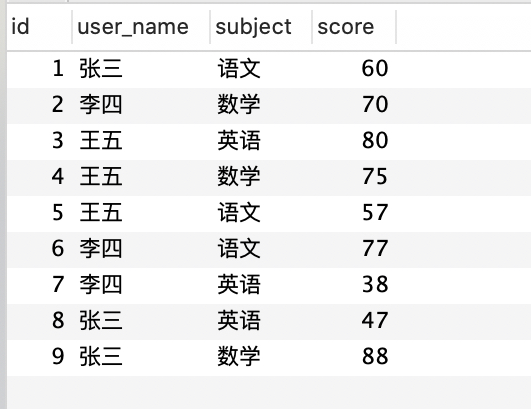 id user_name subject score
1 张三 语文 60
2 李四 数学 70
3 王五 英语 80
4 王五 数学 75
5 王五 语文 57
6 李四 语文 77
7 李四 英语 38
8 张三 英语 47
9 张三 数学 88